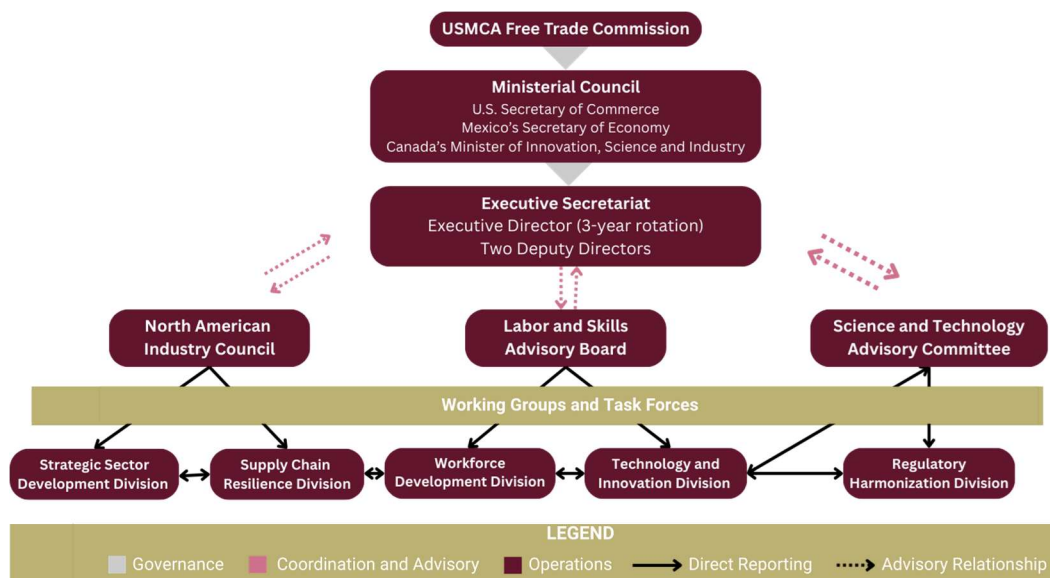 USMCA Free Trade Commission
Ministerial Council
U.S. Secretary of Commerce
Mexico's Secretary of Economy
Canada's Minister of Innovation, Science and Industry
Executive Secretariat
Executive Director (3-year rotation)
Two Deputy Directors
North American
Industry Council
Labor and Skills
Advisory Board
Science and Technology
Advisory Committee
Working Groups and Task Forces
Strategic Sector
Development Division
Supply Chain
Resilience Division
Workforce
Development Division
Technology and
Innovation Division
Regulatory
Harmonization Division
LEGEND
Governance
Coordination and Advisory
Operations
Direct Reporting
Advisory Relationship